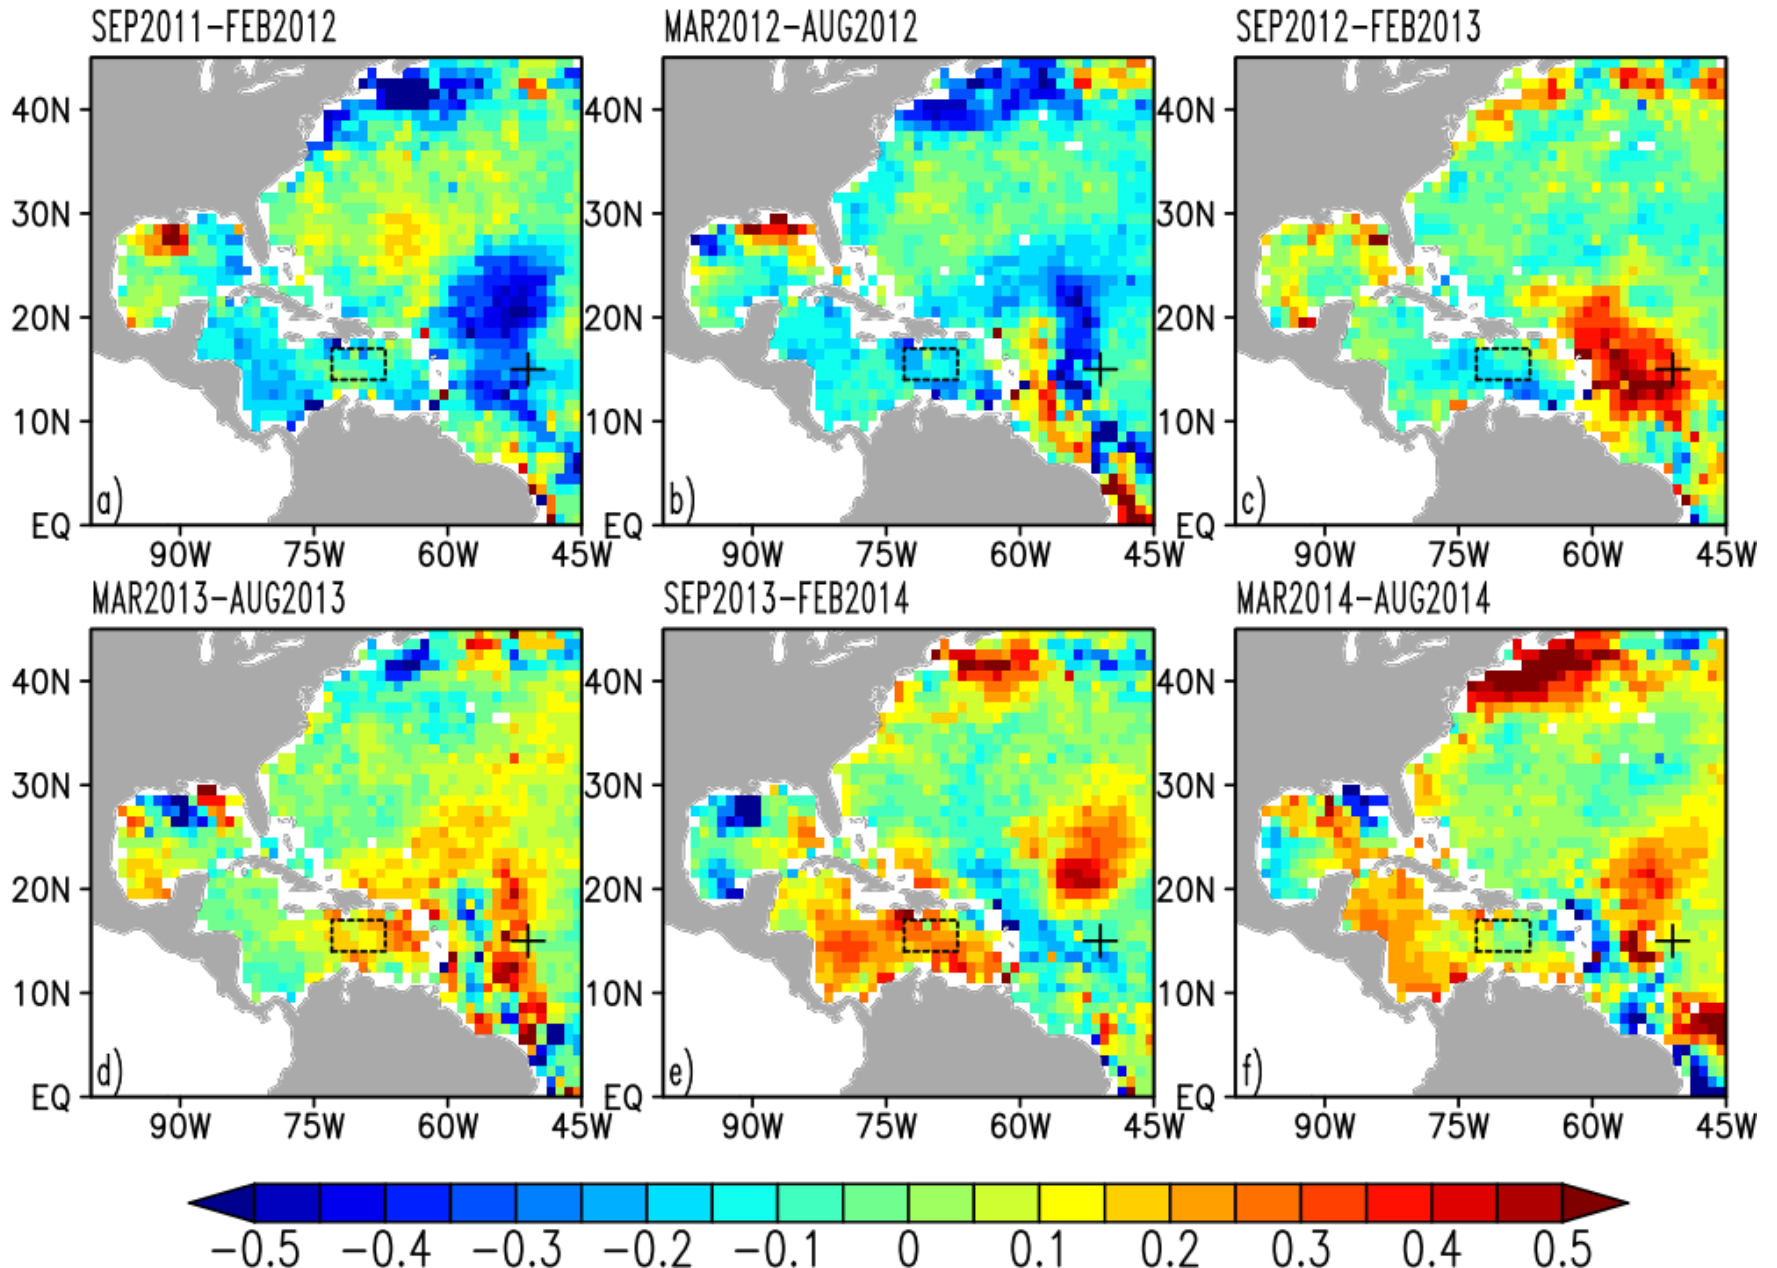 SEP2011-FEB2012 MAR2012-AUG2012 SEP2012-FEB2013
40N 40N 40N
30N 30N 30N
20N 20N 20N
10N 10N 10N
a) b) c)
EQ EQ EQ
90W 75W 60W 45W 90W 75W 60W 45W 90W 75W 60W 45W
MAR2013-AUG2013 SEP2013-FEB2014 MAR2014-AUG2014
40N 40N 40N
30N 30N 30N
20N 20N 20N
10N 10N 10N
d) e) f)
EQ EQ EQ
90W 75W 60W 45W 90W 75W 60W 45W 90W 75W 60W 45W
-0.5 -0.4 -0.3 -0.2 -0.1 0 0.1 0.2 0.3 0.4 0.5